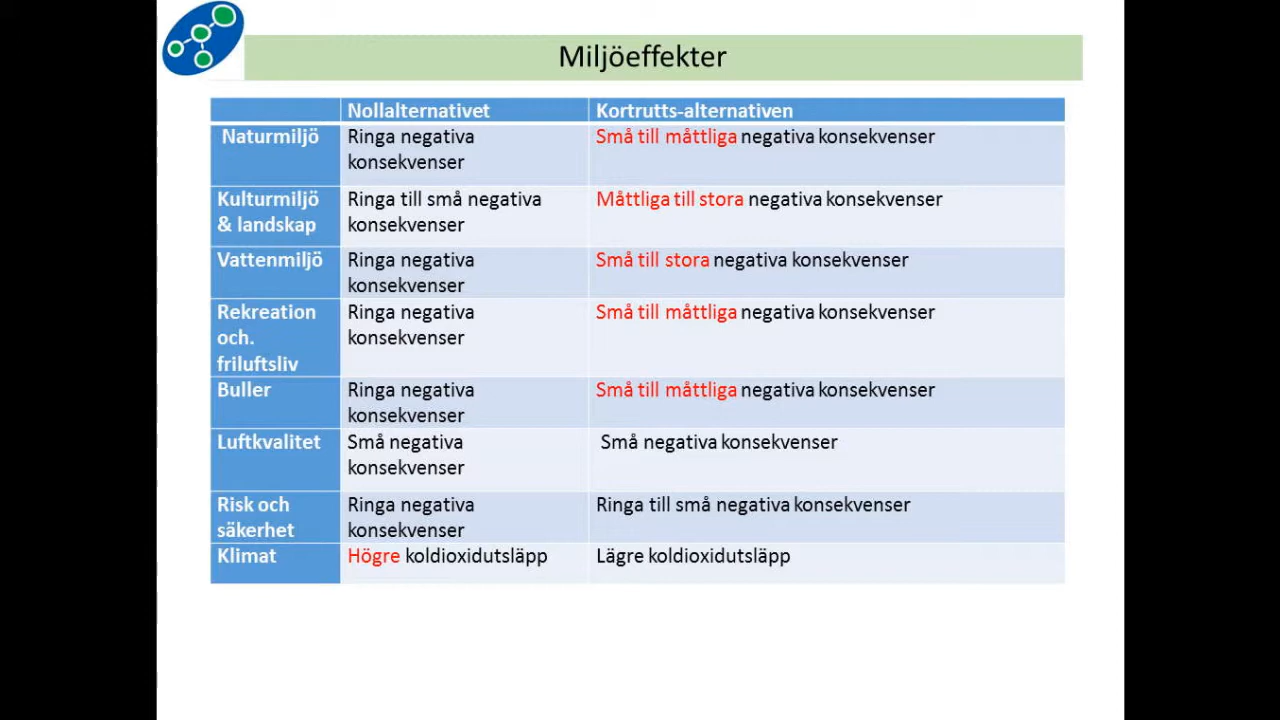 Miljöeffekter
Nollalternativet Kortrutts-alternativen
Naturmiljö Ringa negativa konsekvenser Små till måttliga negativa konsekvenser
Kulturmiljö & landskap Ringa till små negativa konsekvenser Måttliga till stora negativa konsekvenser
Vattenmiljö Ringa negativa konsekvenser Små till stora negativa konsekvenser
Rekreation och. friluftsliv Ringa negativa konsekvenser Små till måttliga negativa konsekvenser
Buller Ringa negativa konsekvenser Små till måttliga negativa konsekvenser
Luftkvalitet Små negativa konsekvenser Små negativa konsekvenser
Risk och säkerhet Ringa negativa konsekvenser Ringa till små negativa konsekvenser
Klimat Högre koldioxidutsläpp Lägre koldioxidutsläpp